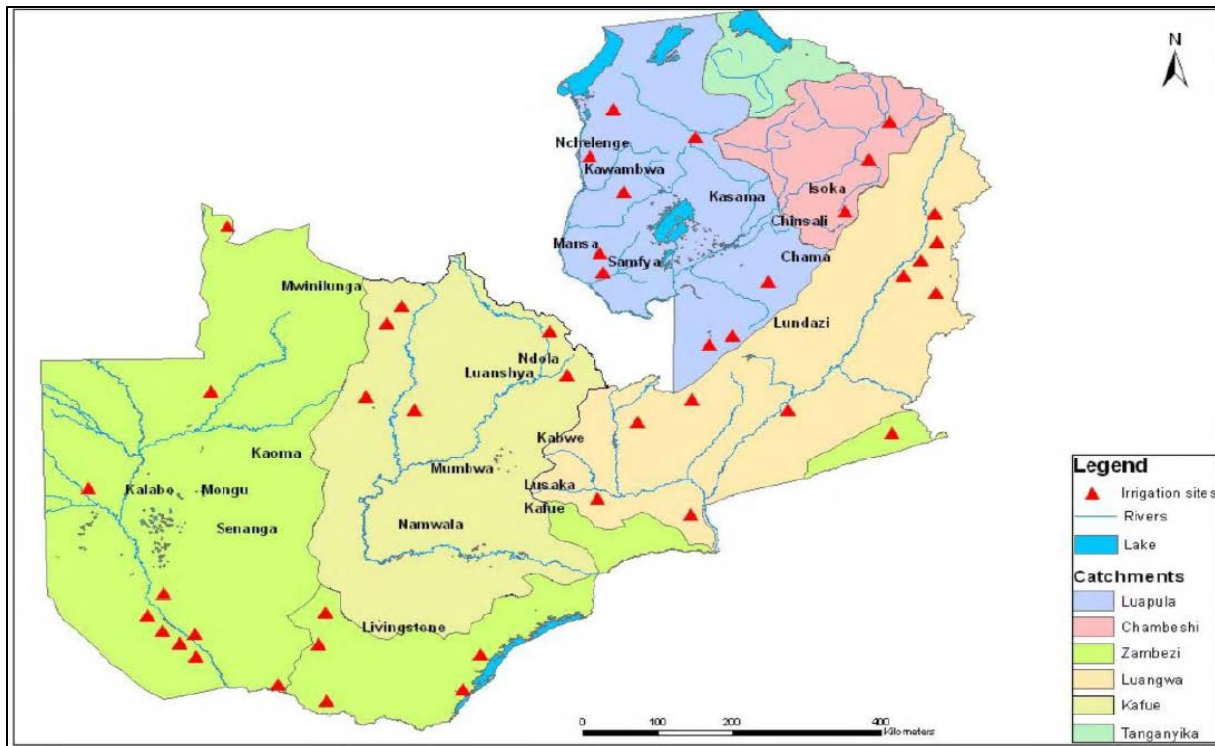 N
Nchelenge
Kawambwa
Kasama
Isoka
Chinsali
Mansa
Samfya
Chama
Mwinilunga
Lundazi
Ndola
Luanshya
Kaoma
Kabwe
Mumbwa
Kalabo
Mongu
Lusaka
Senanga
Namwala
Kafue
Livingstone
Legend
Irrigation sites
Rivers
Lake
Catchments
Luapula
Chambeshi
Zambezi
Luangwa
Kafue
Tanganyika
0 100 200 400
Kilometers